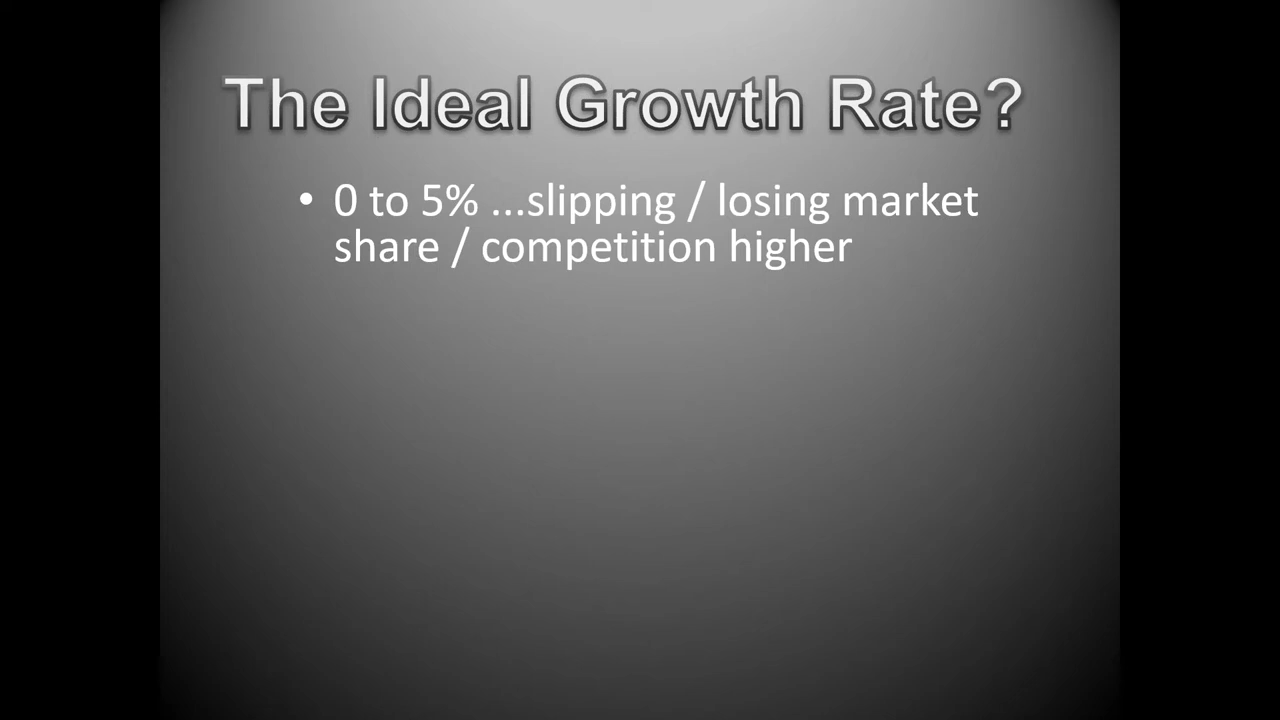 The Ideal Growth Rate?
• 0 to 5% ...slipping / losing market
share / competition higher